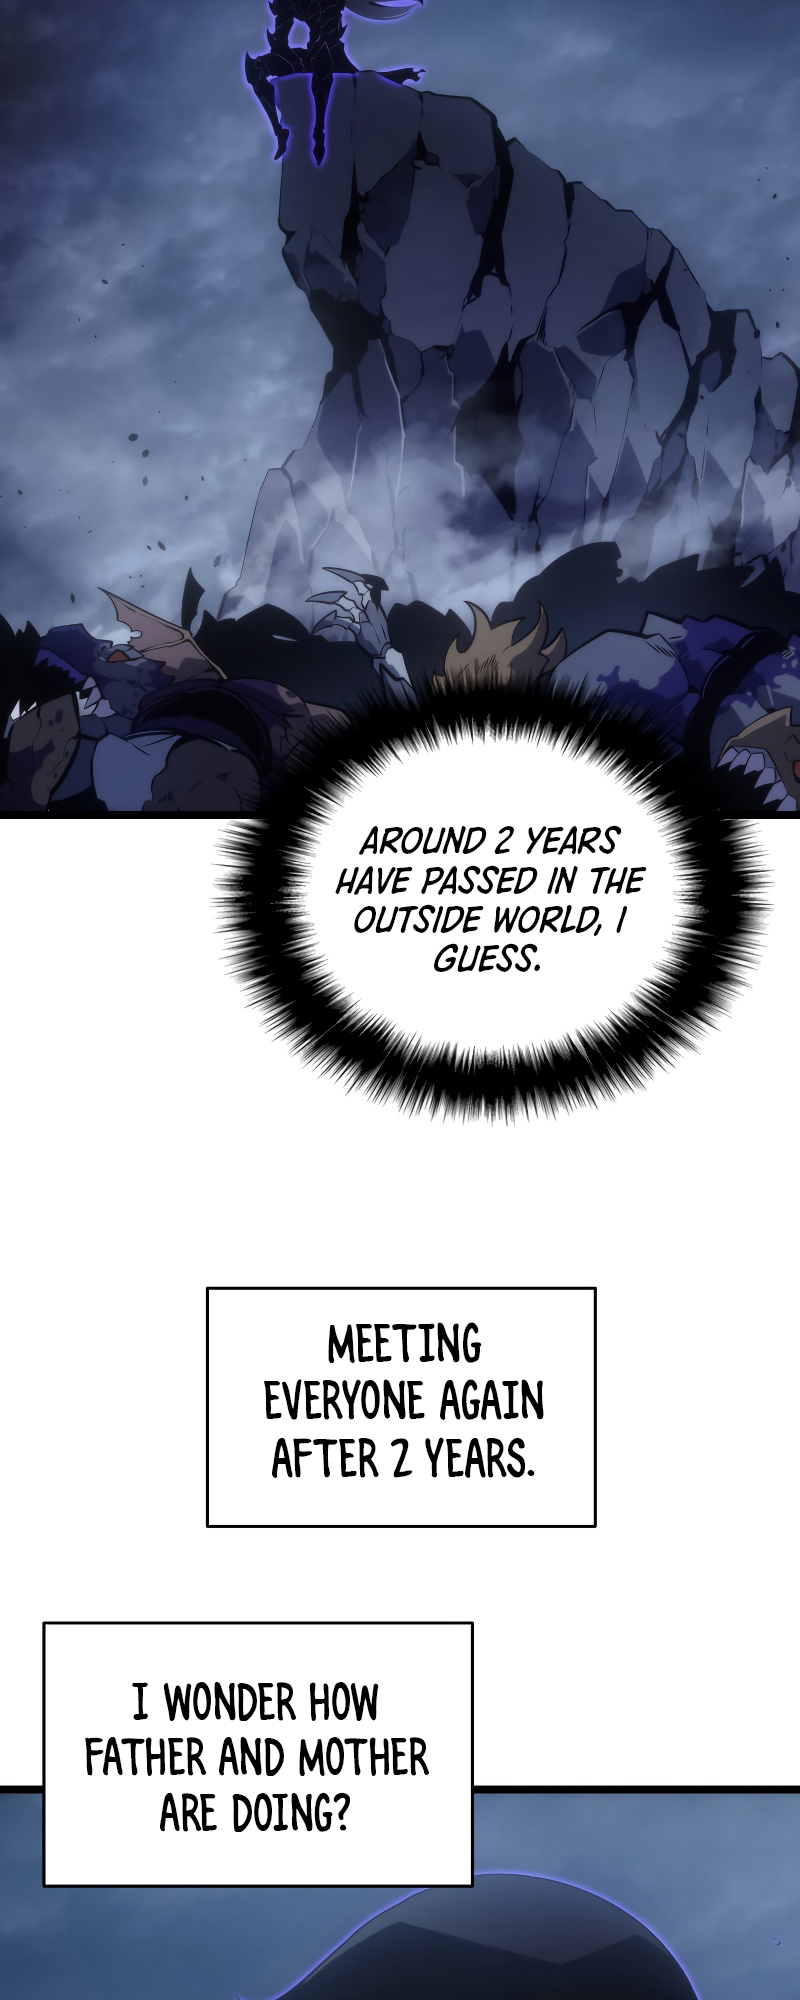 AROUND 2 YEARS
HAVE PASSED IN THE
OUTSIDE WORLD, I
GUESS.
MEETING
EVERYONE AGAIN
AFTER 2 YEARS.
I WONDER HOW
FATHER AND MOTHER
ARE DOING?